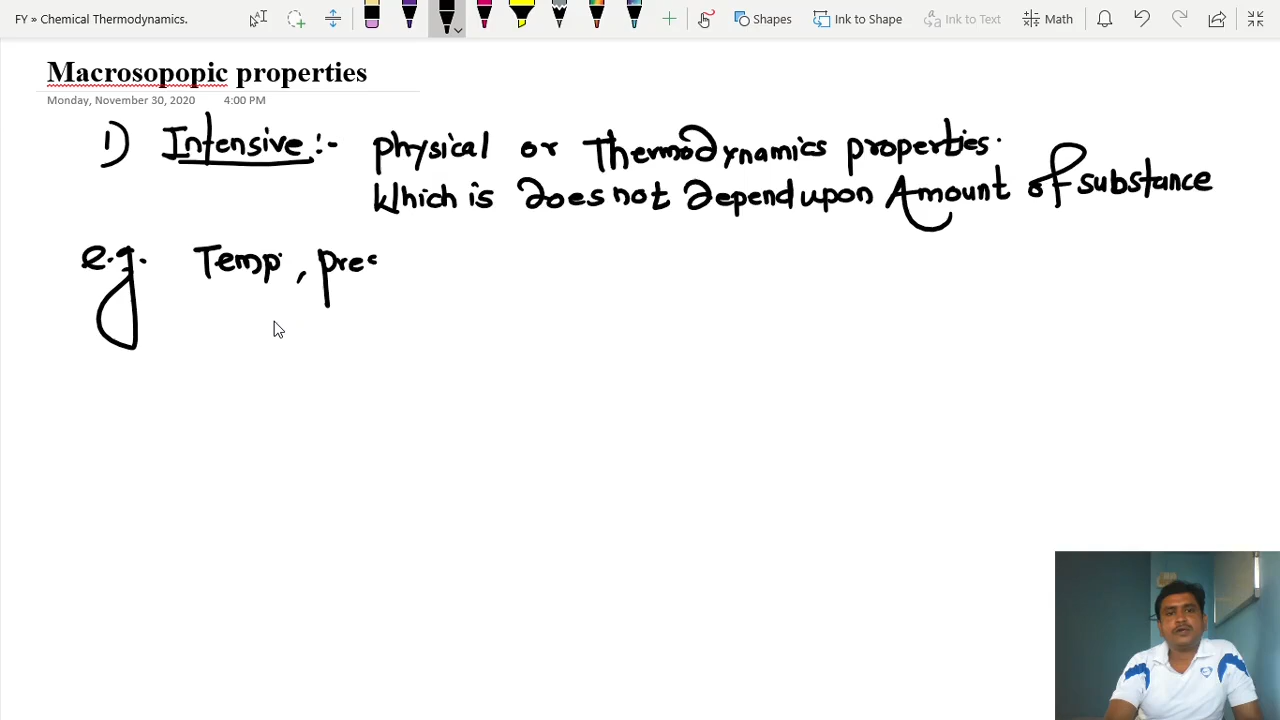 FY » Chemical Thermodynamics.
Shapes
Ink to Shape
Ink to Text
Math
Macrosopopic properties
Monday, November 30, 2020 4:00 PM
1) Intensive :- physical or Thermodynamics properties.
Which is does not depend upon Amount of substance
e.g. Temp, pres